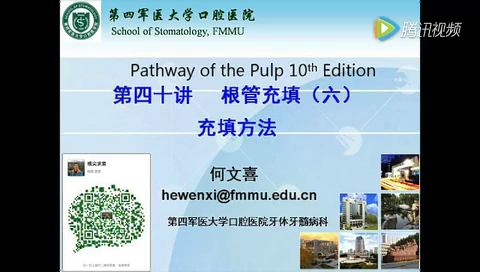 第四军医大学口腔医院
School of Stomatology, FMMU
腾讯视频
Pathway of the Pulp 10th Edition
第四十讲 根管充填（六）
充填方法
何文喜
hewenxi@fmmu.edu.cn
第四军医大学口腔医院牙体牙髓病科